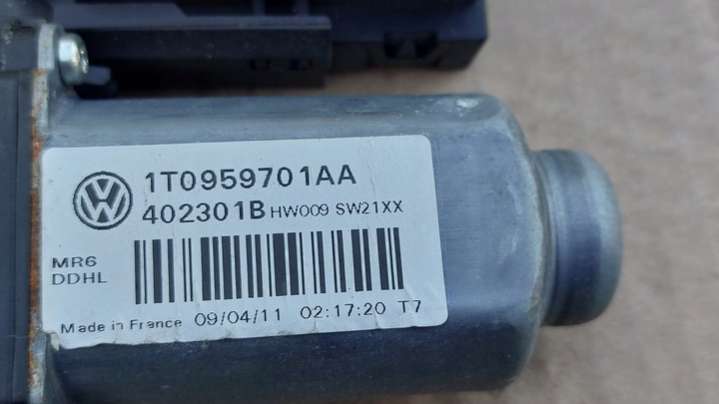 1T0959701AA
402301B HW009 SW21XX
MR6
DDHL
Made in France 09/04/11 02:17:20 T7